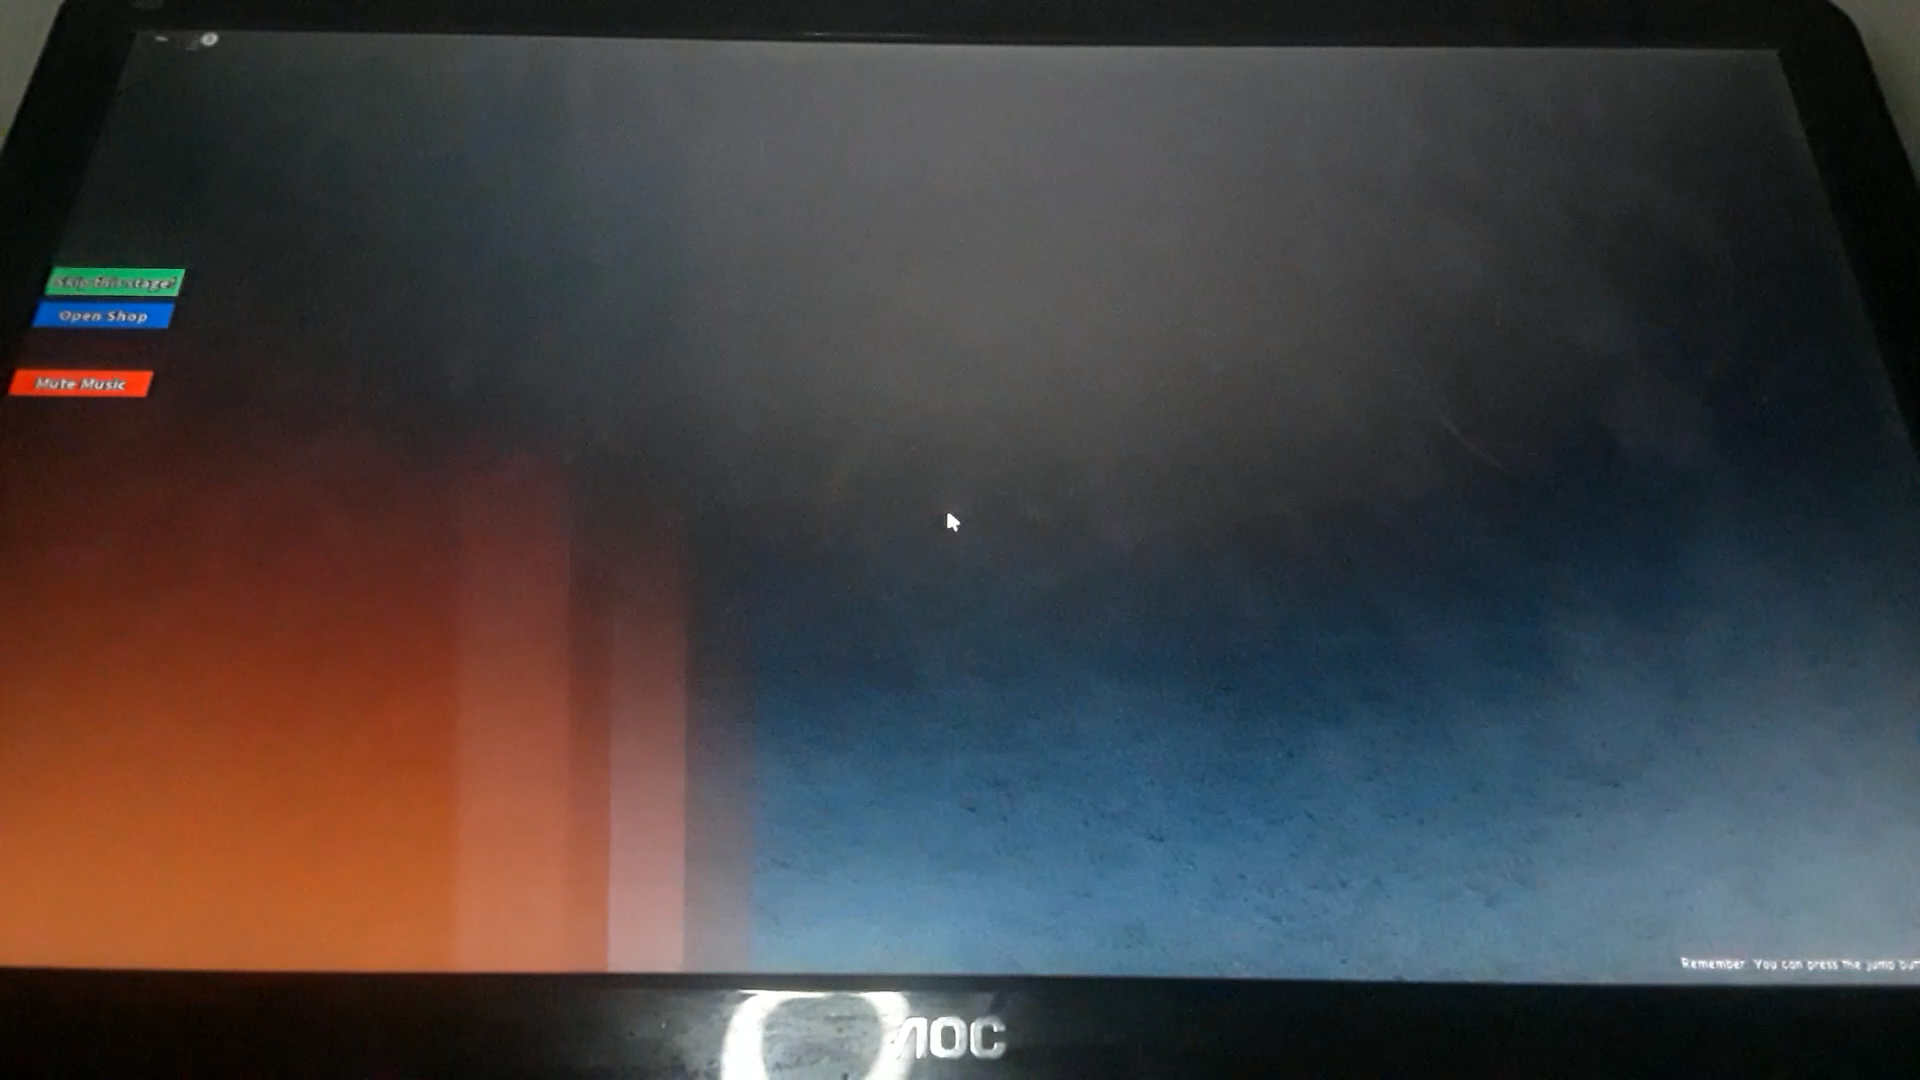 Skip this stage!
Open Shop
Mute Music
Remember: You can press the jump
AOC